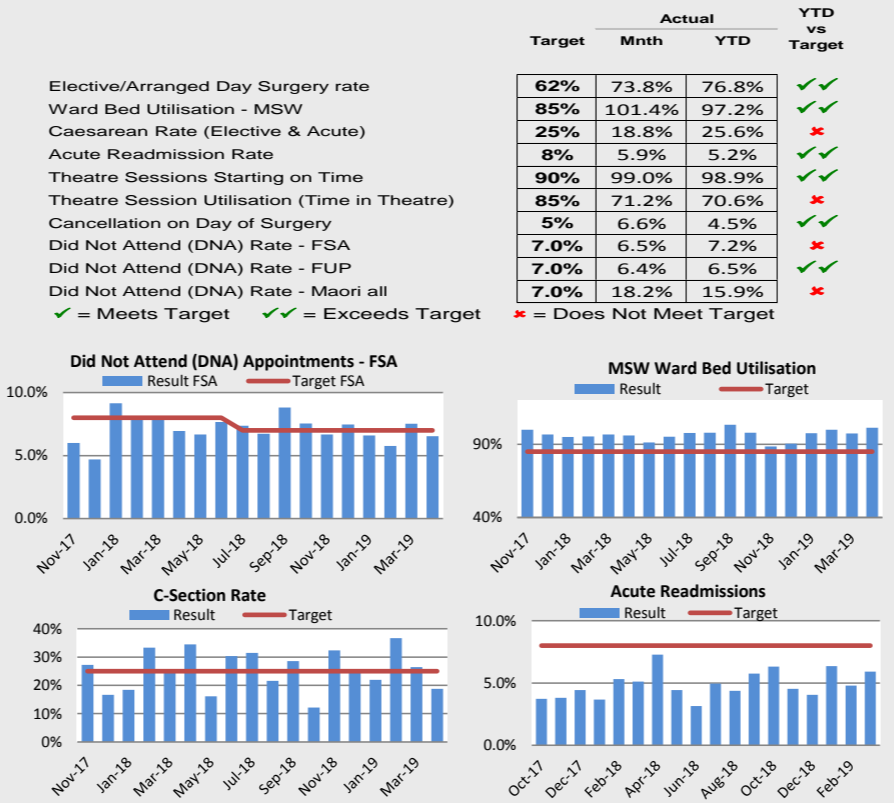 Actual
YTD vs Target
Target Mnth YTD
Elective/Arranged Day Surgery rate 62% 73.8% 76.8% ✓✓
Ward Bed Utilisation - MSW 85% 101.4% 97.2% ✓✓
Caesarean Rate (Elective & Acute) 25% 18.8% 25.6% ✖
Acute Readmission Rate 8% 5.9% 5.2% ✓✓
Theatre Sessions Starting on Time 90% 99.0% 98.9% ✓✓
Theatre Session Utilisation (Time in Theatre) 85% 71.2% 70.6% ✖
Cancellation on Day of Surgery 5% 6.6% 4.5% ✓✓
Did Not Attend (DNA) Rate - FSA 7.0% 6.5% 7.2% ✖
Did Not Attend (DNA) Rate - FUP 7.0% 6.4% 6.5% ✓✓
Did Not Attend (DNA) Rate - Maori all 7.0% 18.2% 15.9% ✖
✓ = Meets Target ✓✓ = Exceeds Target ✖ = Does Not Meet Target
Did Not Attend (DNA) Appointments - FSA
Result FSA Target FSA
10.0%
5.0%
0.0%
Nov-17 Jan-18 Mar-18 May-18 Jul-18 Sep-18 Nov-18 Jan-19 Mar-19
MSW Ward Bed Utilisation
Result Target
90%
40%
Nov-17 Jan-18 Mar-18 May-18 Jul-18 Sep-18 Nov-18 Jan-19 Mar-19
C-Section Rate
Result Target
40%
30%
20%
10%
0%
Nov-17 Jan-18 Mar-18 May-18 Jul-18 Sep-18 Nov-18 Jan-19 Mar-19
Acute Readmissions
Result Target
10.0%
5.0%
0.0%
Oct-17 Dec-17 Feb-18 Apr-18 Jun-18 Aug-18 Oct-18 Dec-18 Feb-19